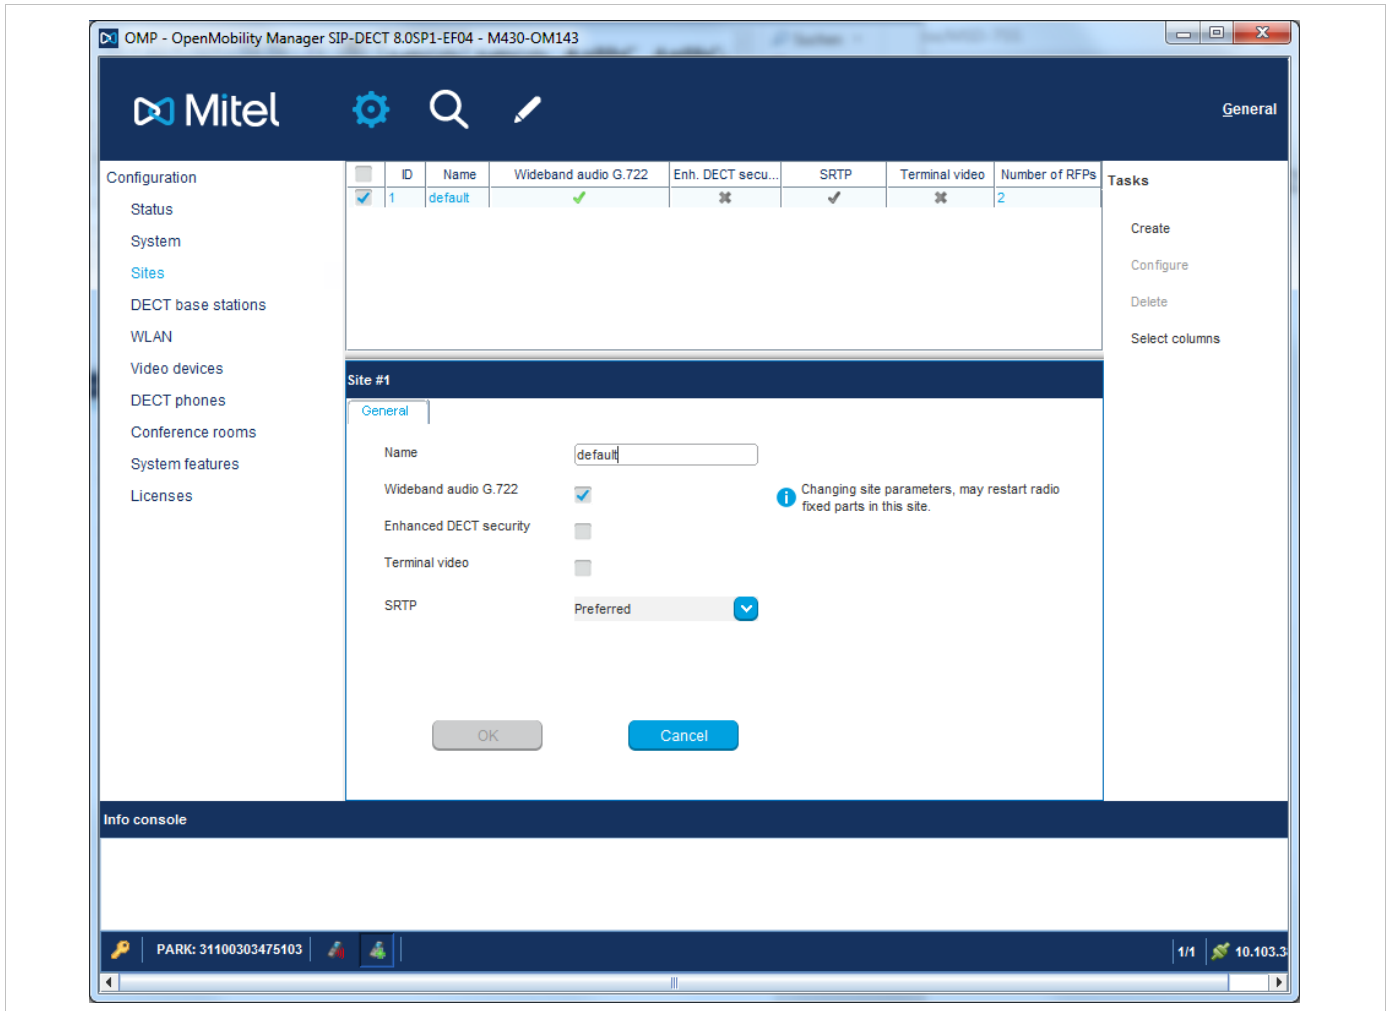 OMP - OpenMobility Manager SIP-DECT 8.0SP1-EF04 - M430-OM143
Mitel
General
Configuration
Status
System
Sites
DECT base stations
WLAN
Video devices
DECT phones
Conference rooms
System features
Licenses
ID Name Wideband audio G.722 Enh. DECT secu... SRTP Terminal video Number of RFPs
1 default 2
Tasks
Create
Configure
Delete
Select columns
Site #1
General
Name default
Wideband audio G.722
Changing site parameters, may restart radio
fixed parts in this site.
Enhanced DECT security
Terminal video
SRTP Preferred
OK Cancel
Info console
PARK: 31100303475103
1/1 10.103.3